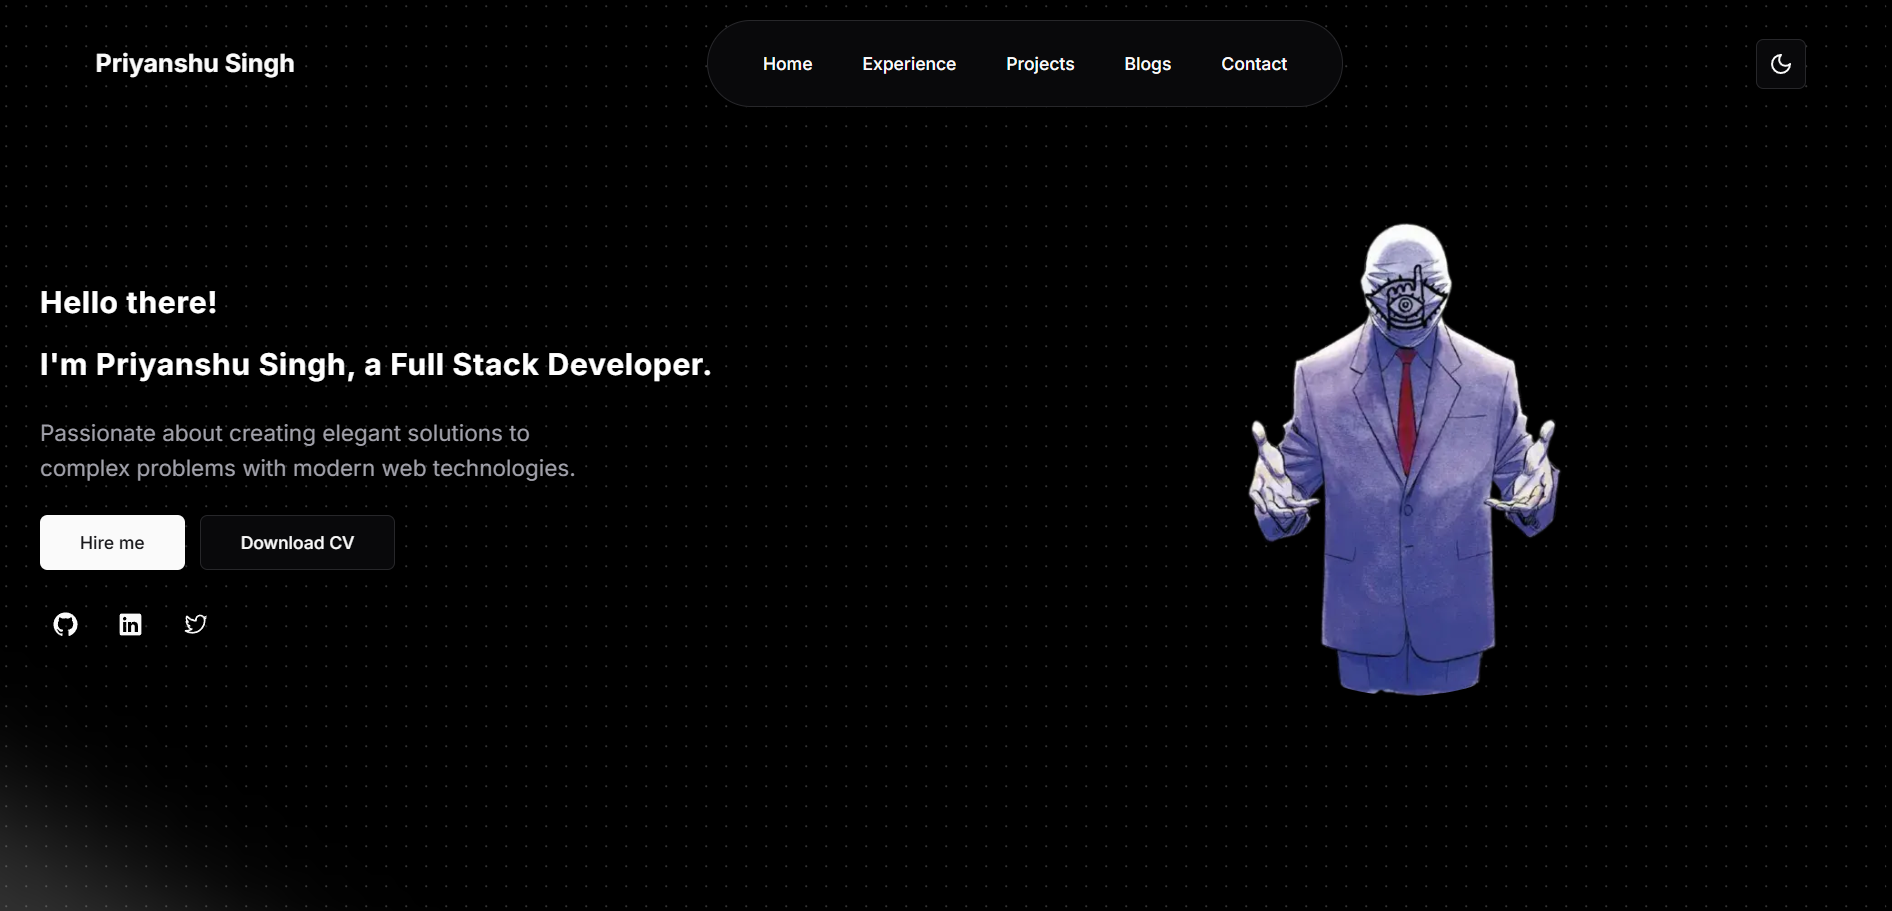 Priyanshu Singh
Home Experience Projects Blogs Contact
Hello there!
I'm Priyanshu Singh, a Full Stack Developer.
Passionate about creating elegant solutions to
complex problems with modern web technologies.
Hire me Download CV
in